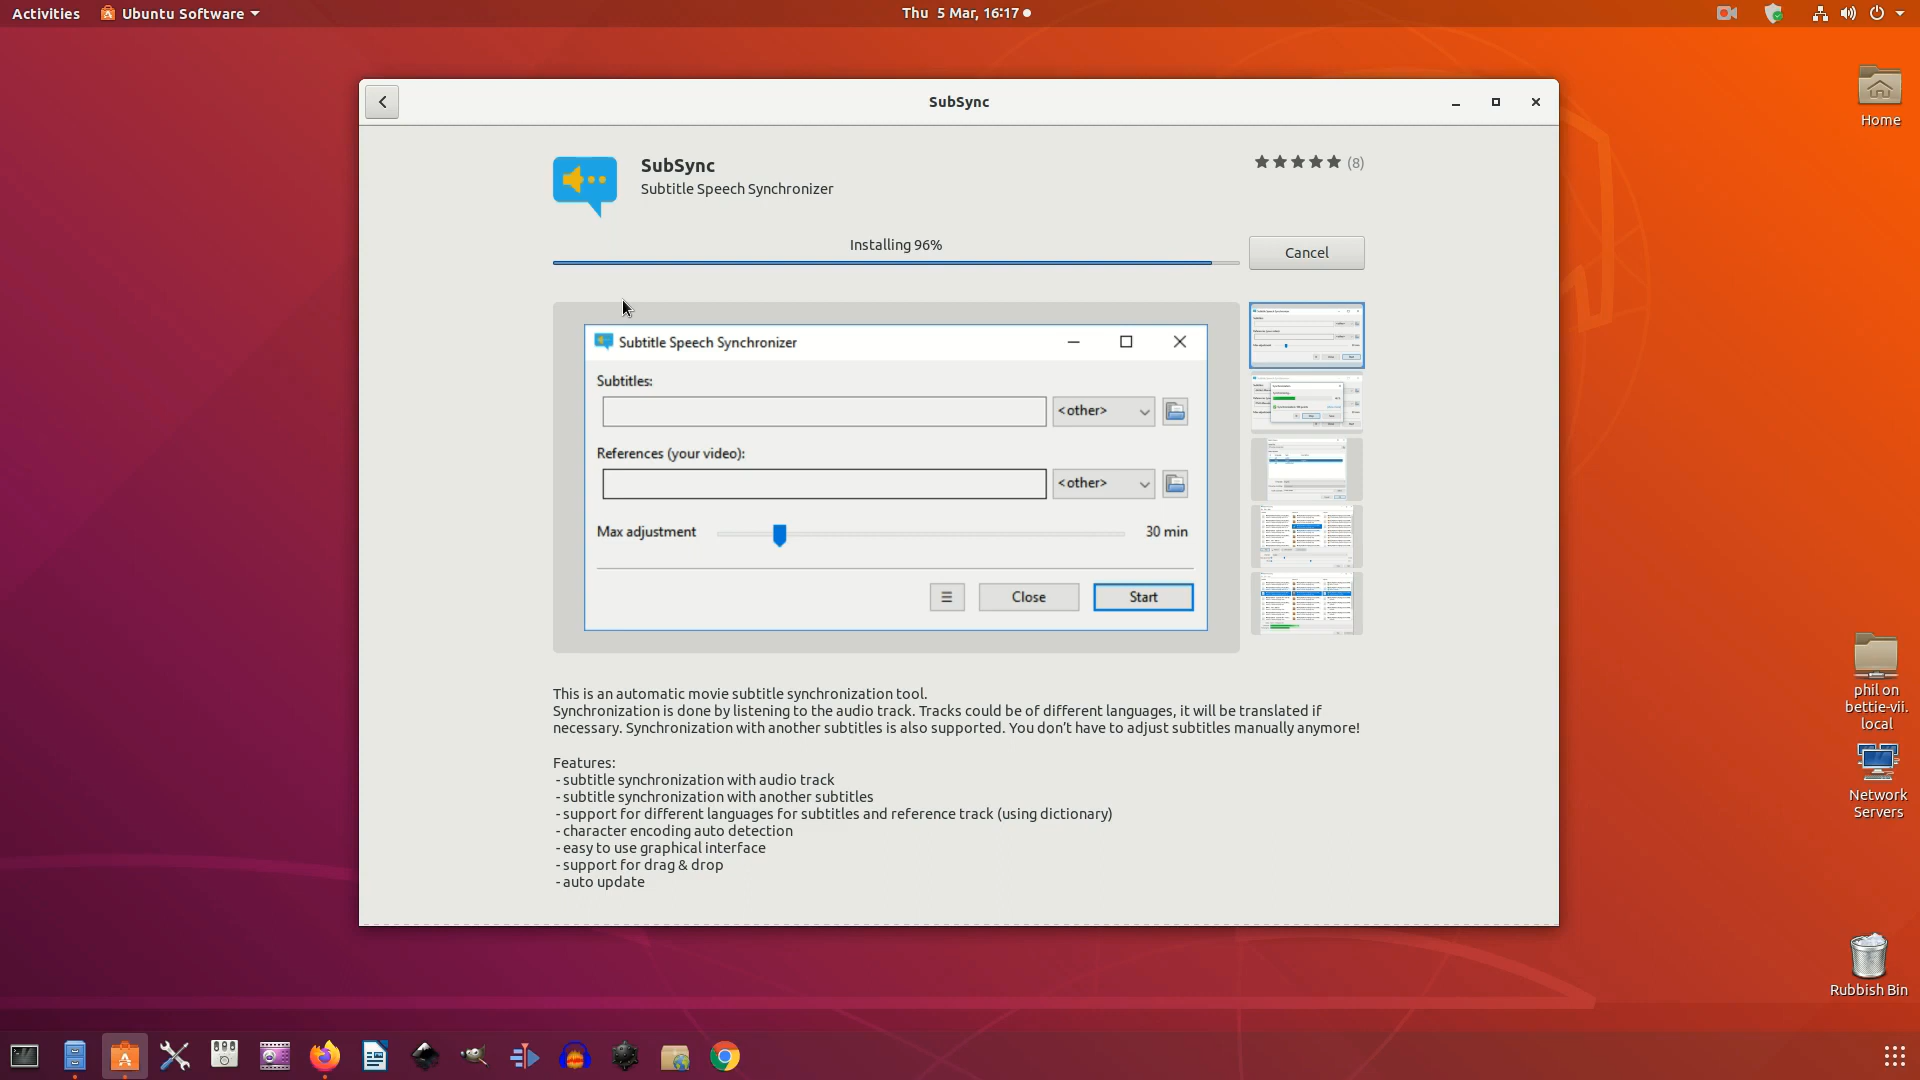 Activities
Ubuntu Software
Thu 5 Mar, 16:17
SubSync
SubSync
Subtitle Speech Synchronizer
(8)
Installing 96%
Cancel
Subtitle Speech Synchronizer
Subtitles:
<other>
References (your video):
<other>
Max adjustment
30 min
Close
Start
This is an automatic movie subtitle synchronization tool.
Synchronization is done by listening to the audio track. Tracks could be of different languages, it will be translated if
necessary. Synchronization with another subtitles is also supported. You don't have to adjust subtitles manually anymore!
Features:
- subtitle synchronization with audio track
- subtitle synchronization with another subtitles
- support for different languages for subtitles and reference track (using dictionary)
- character encoding auto detection
- easy to use graphical interface
- support for drag & drop
- auto update
Home
phil on
bettie-vii.
local
Network
Servers
Rubbish Bin